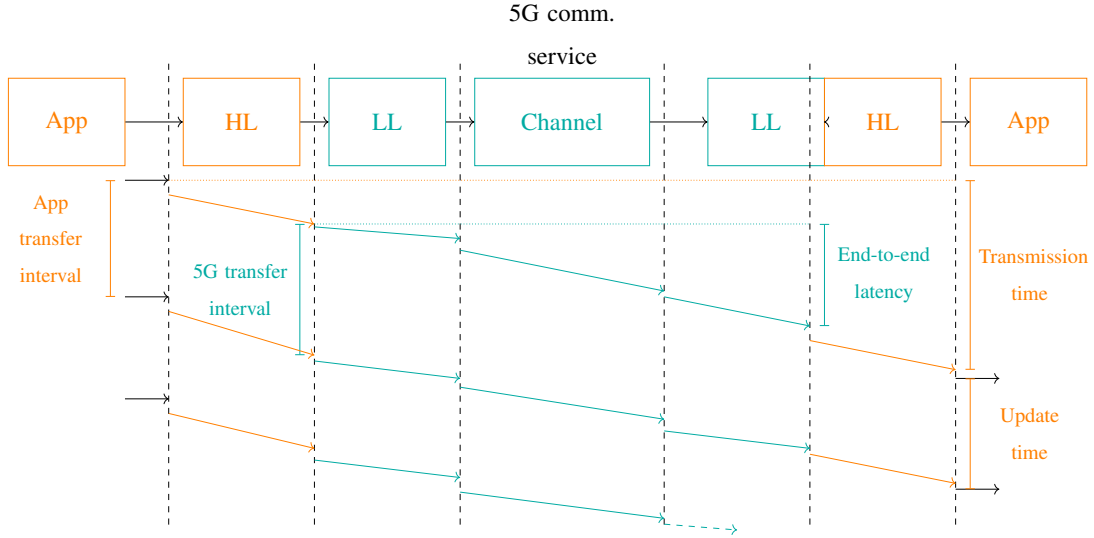 5G comm.
service
App
HL
LL
Channel
LL
HL
App
App
transfer
interval
5G transfer
interval
End-to-end
latency
Transmission
time
Update
time